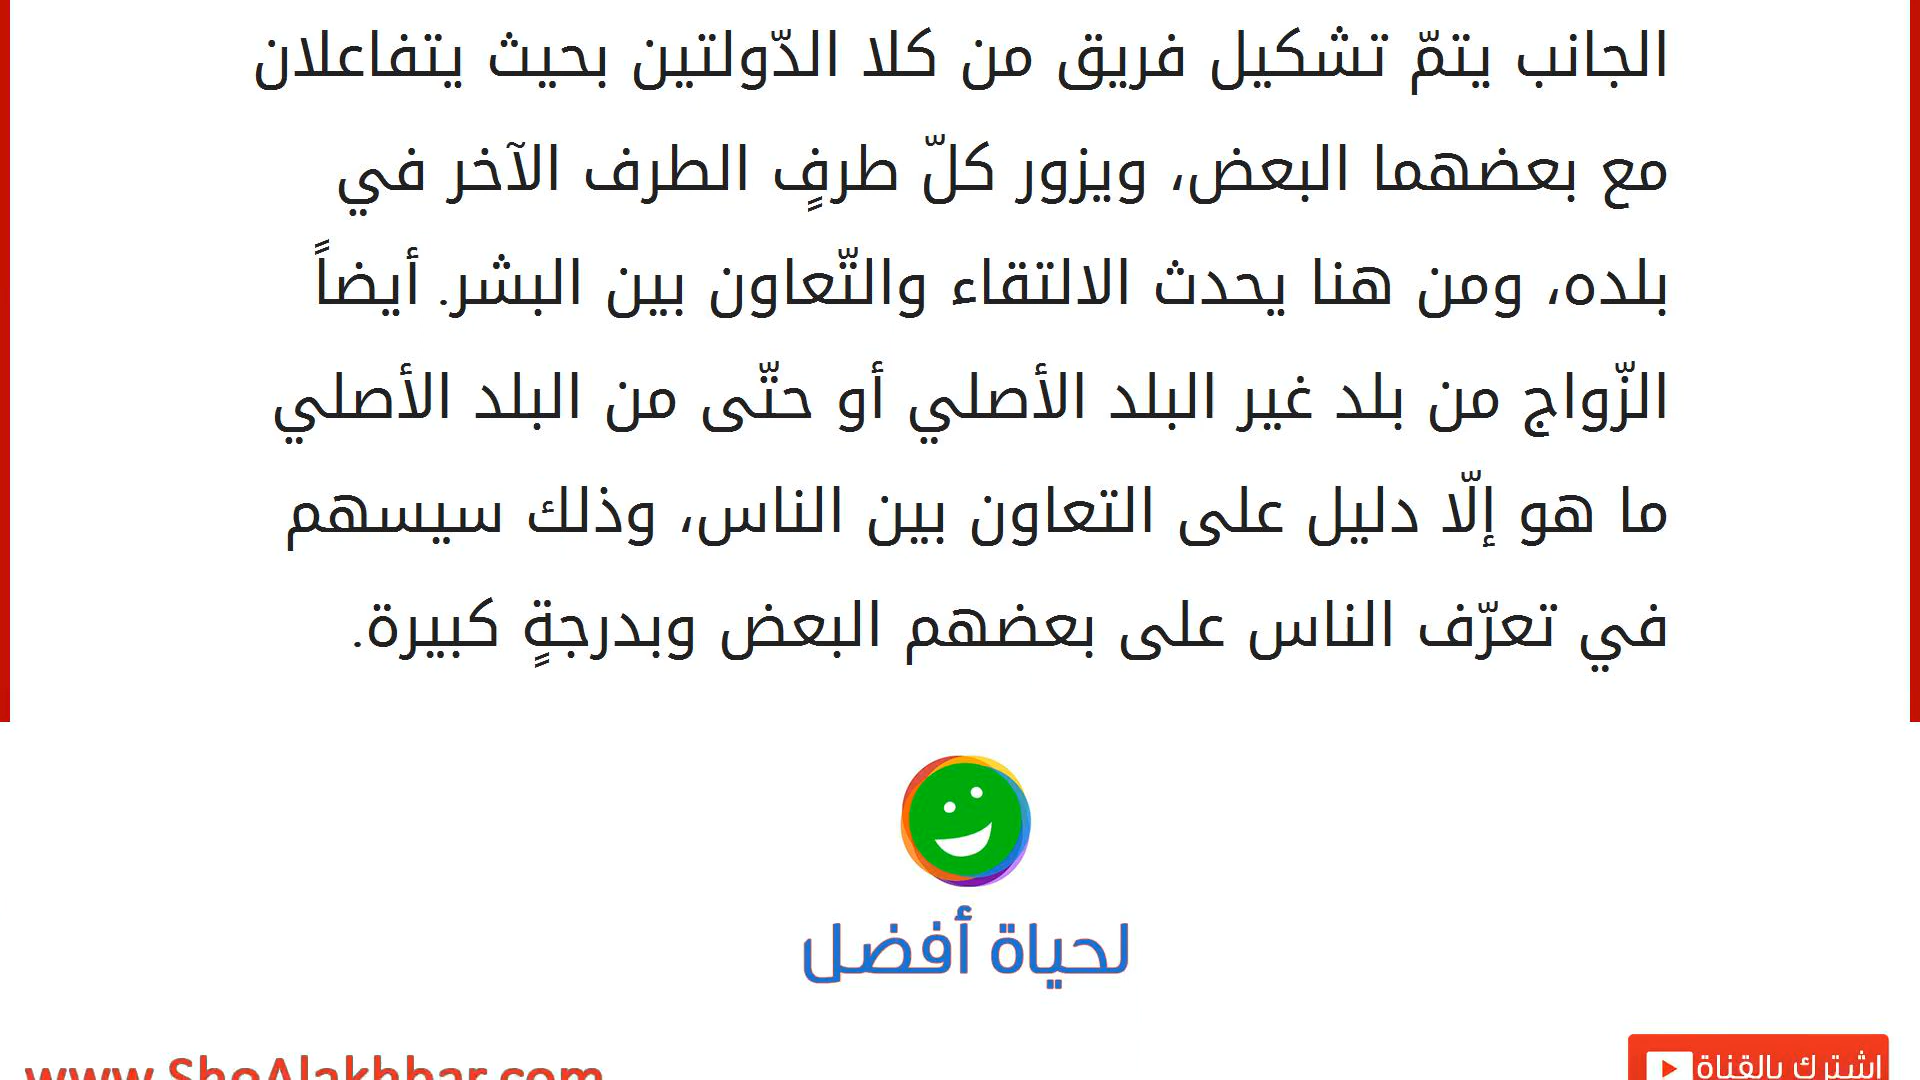 الجانب يتمّ تشكيل فريق من كلا الدّولتين بحيث يتفاعلان
مع بعضهما البعض، ويزور كلّ طرفٍ الطرف الآخر في
بلده، ومن هنا يحدث الالتقاء والتّعاون بين البشر. أيضاً
الزّواج من بلد غير البلد الأصلي أو حتّى من البلد الأصلي
ما هو إلّا دليل على التعاون بين الناس، وذلك سيسهم
في تعرّف الناس على بعضهم البعض وبدرجةٍ كبيرة.
لحياة أفضل
www.ShoAlakhbar.com
اشترك بالقناة